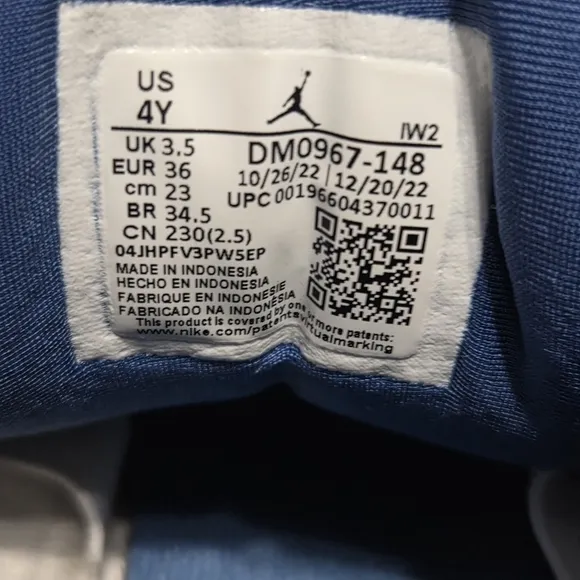 US
4Y
IW2
UK 3.5
EUR 36
cm 23
BR 34.5
CN 230(2.5)
DM0967-148
10/26/22 | 12/20/22
UPC 00196604370011
04JHPFV3PW5EP
MADE IN INDONESIA
HECHO EN INDONESIA
FABRIQUE EN INDONESIE
FABRICADO NA INDONÉSIA
This product is covered by one or more patents:
www.nike.com/patentsvirtualmarking